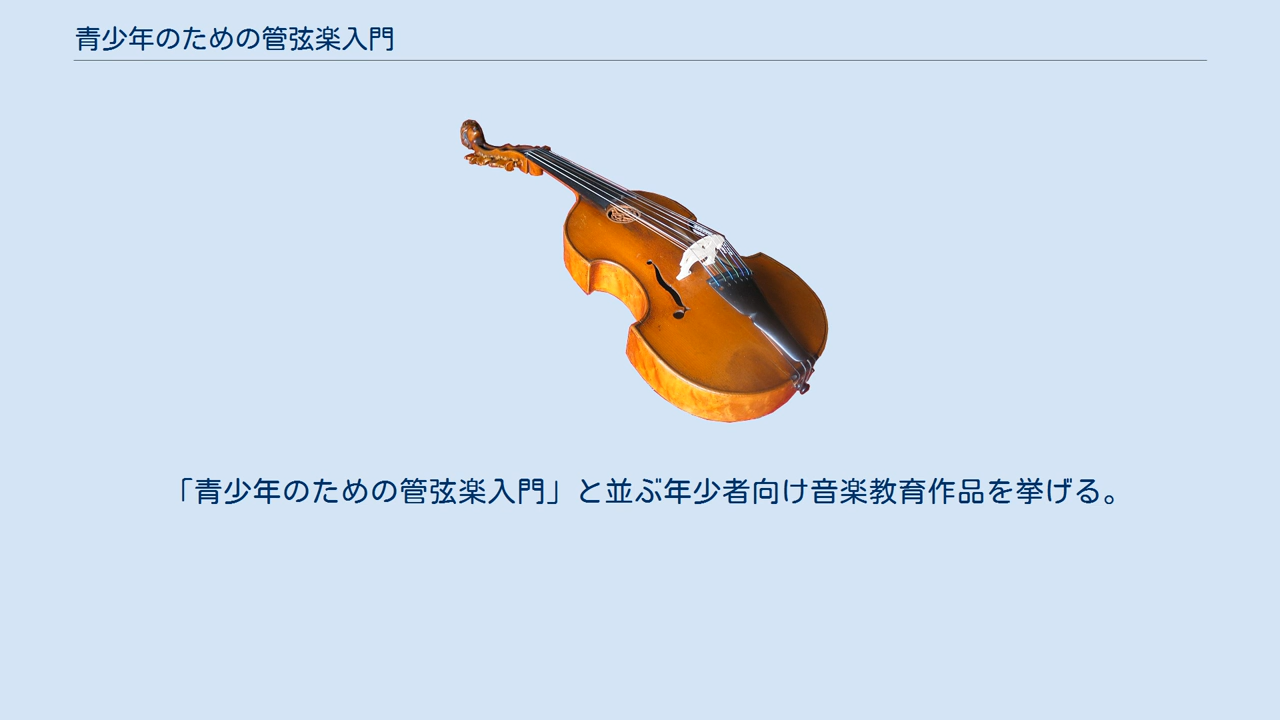 青少年のための管弦楽入門
「青少年のための管弦楽入門」と並ぶ年少者向け音楽教育作品を挙げる。